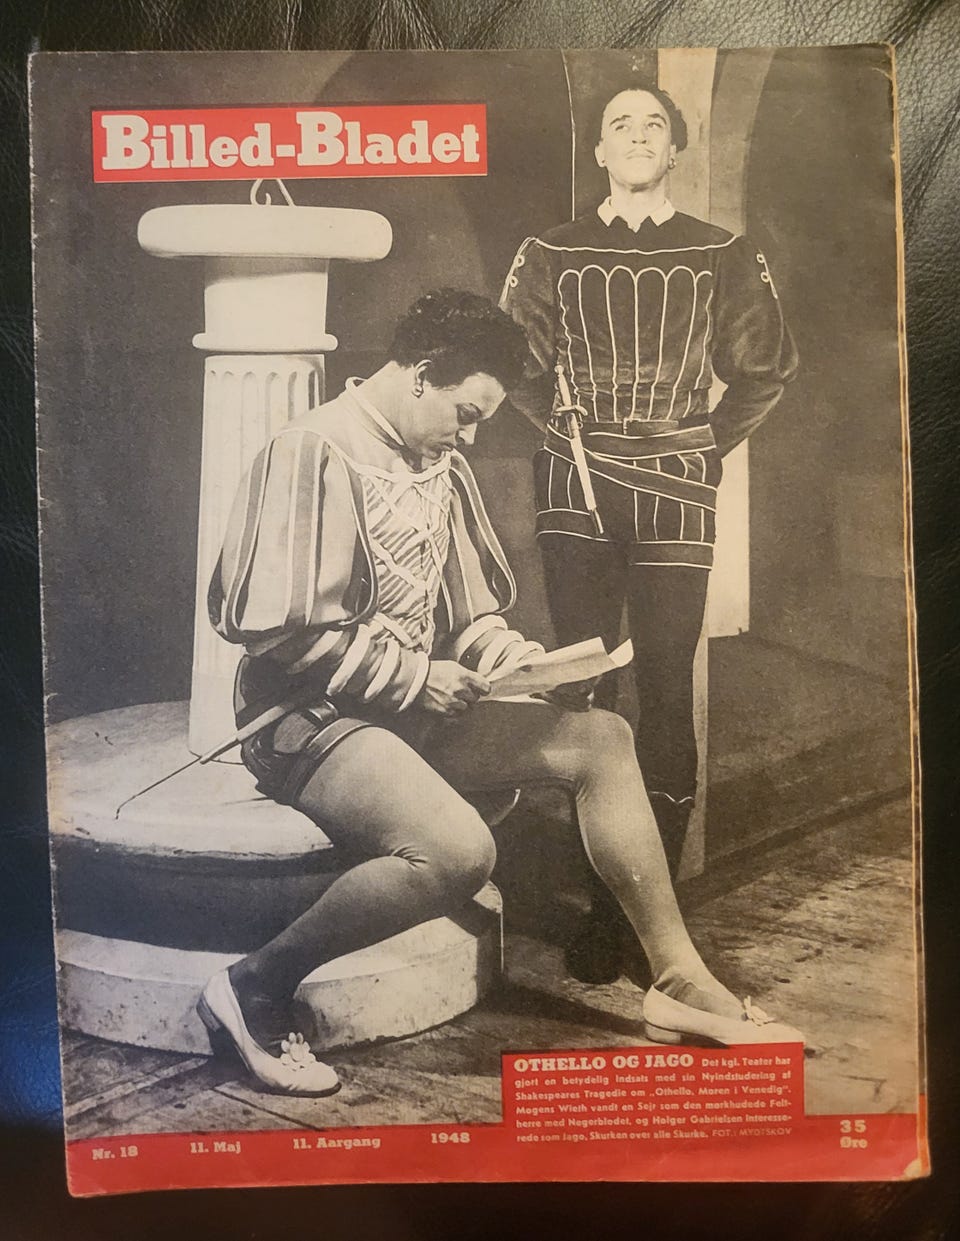 Billed-Bladet
OTHELLO OG JAGO Det kgl. Teater har
gjort en betydelig Indsats med sin Nyindstudering af
Shakespeares Tragedie om „Othello, Moren i Venedig“.
Mogens Wieth vandt en Sejr som den mørkhudede Felt-
herre med Negerblodet, og Holger Gabrielsen interesse-
rede som Jago, Skurken over alle Skurke. FOT.: MYDTSKOV
Nr. 18 11. Maj 11. Aargang 1948 35
Øre